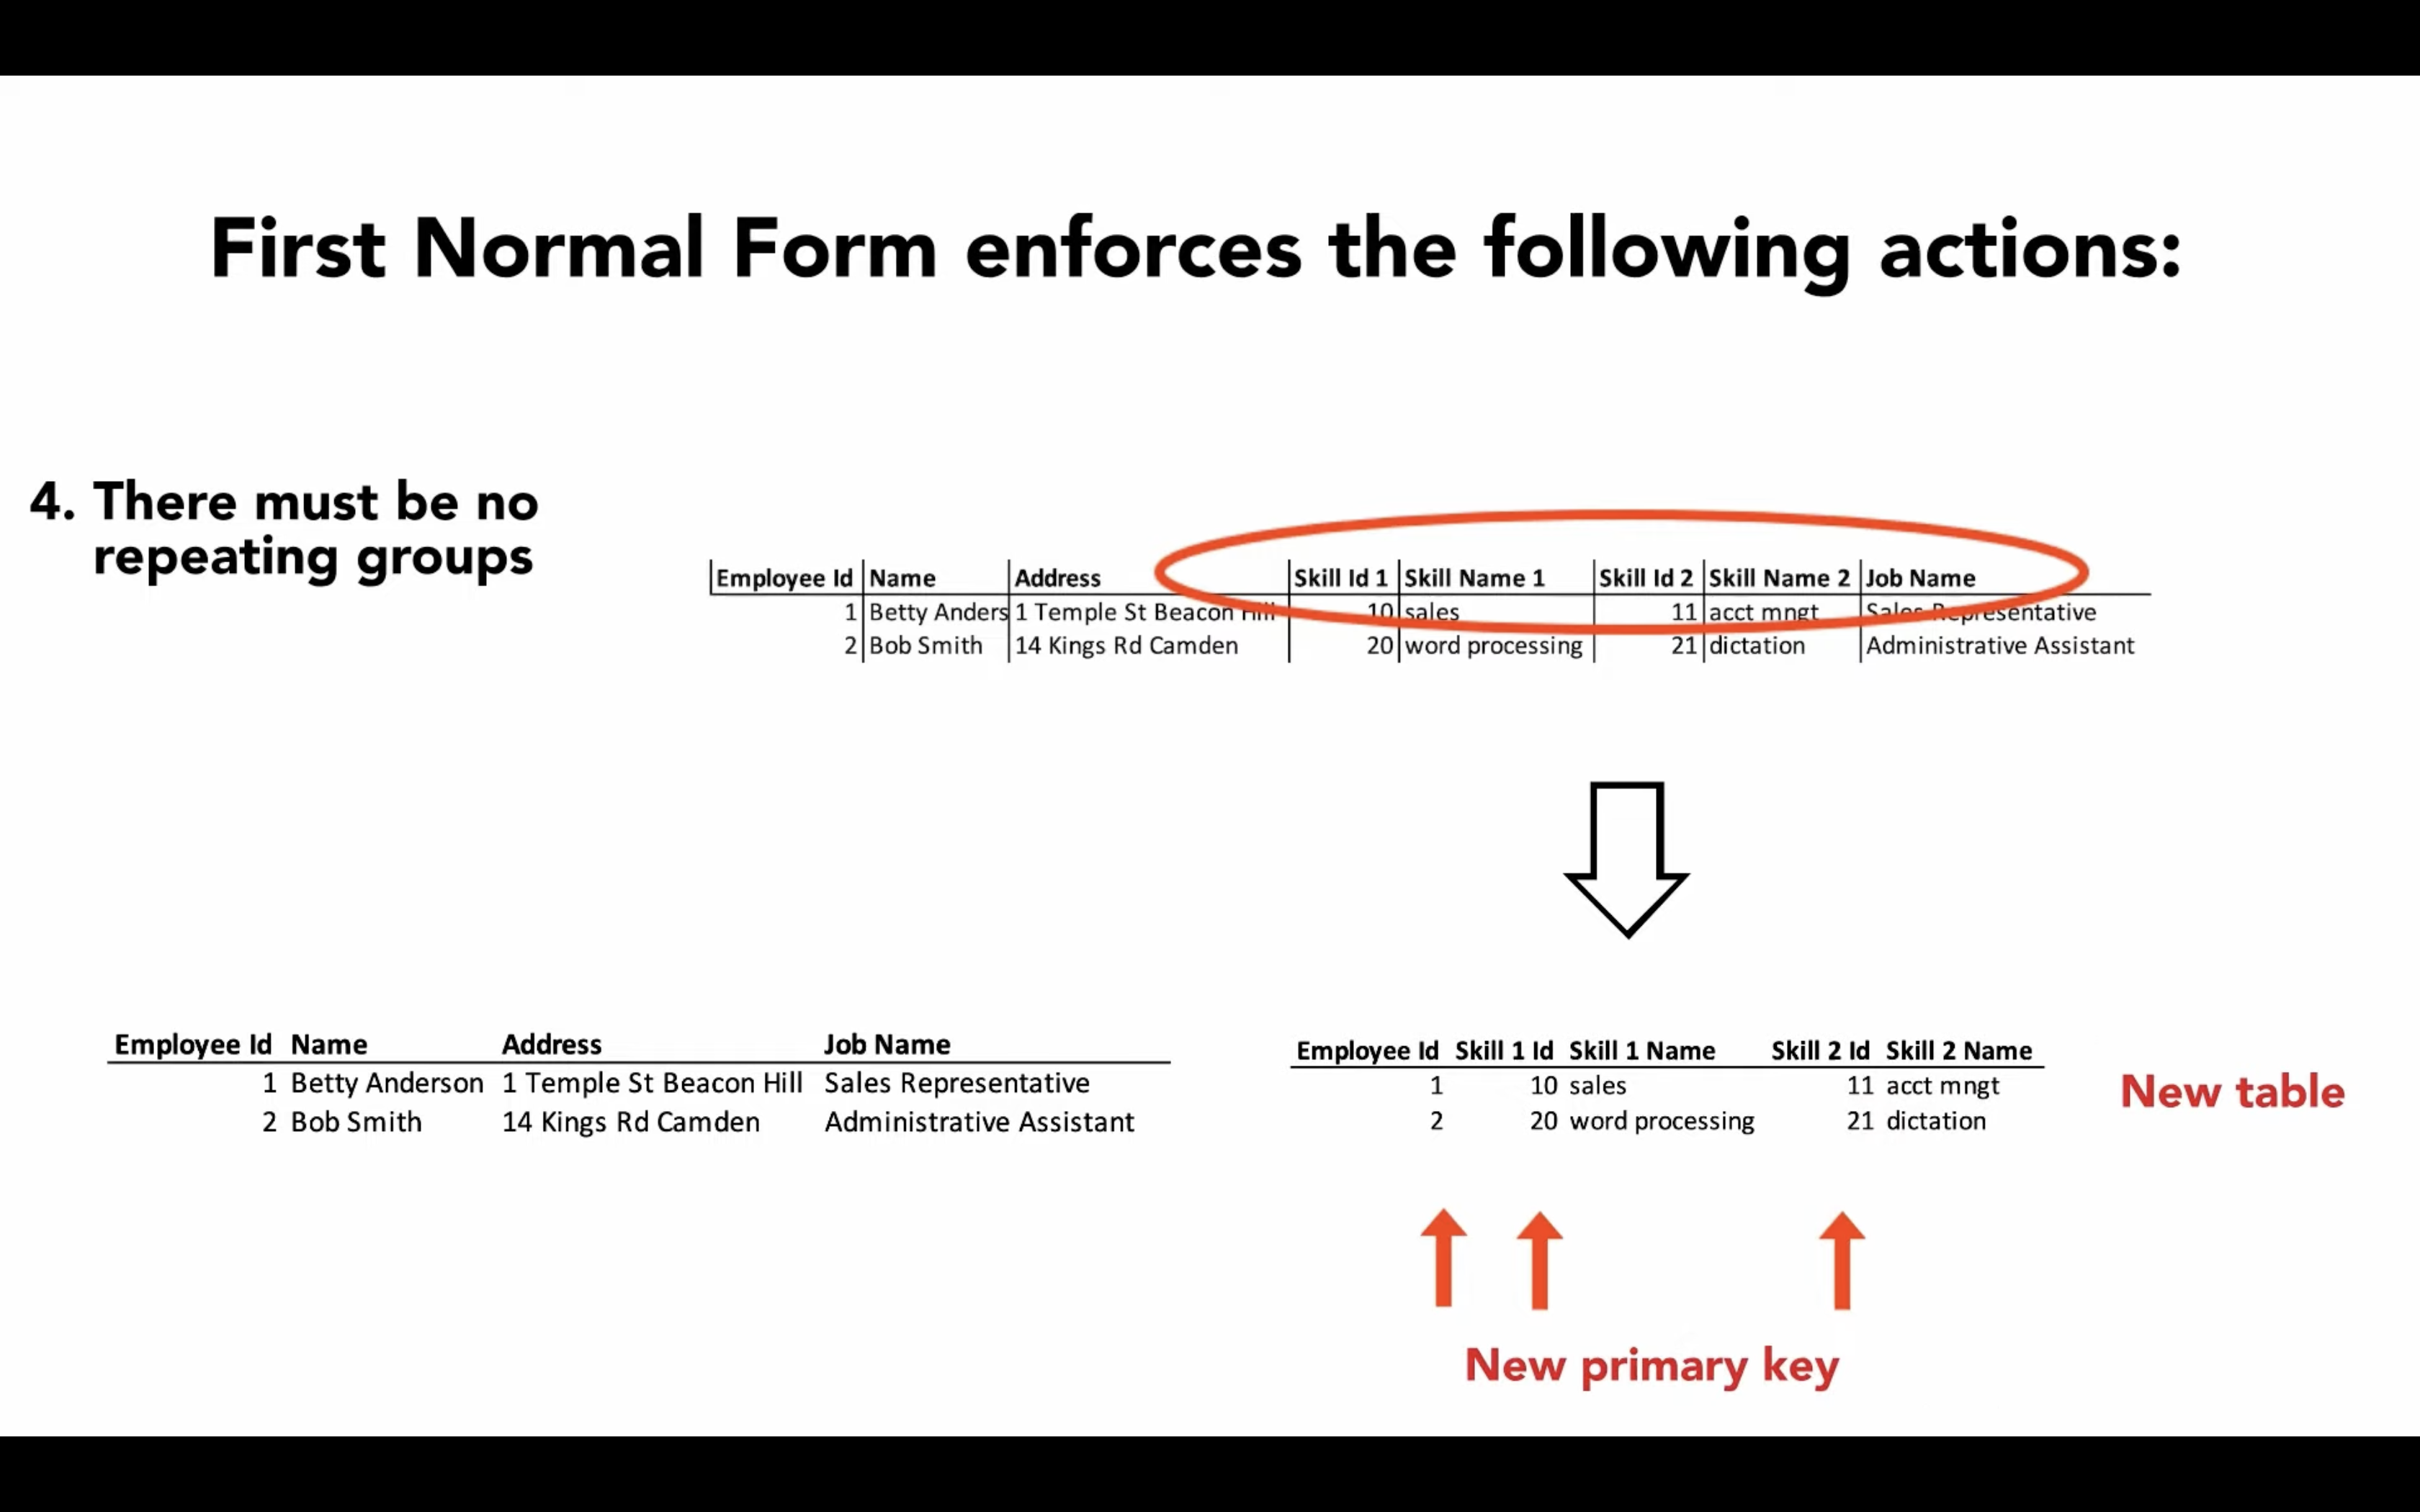 First Normal Form enforces the following actions:
4. There must be no
repeating groups
Employee Id Name Address Skill Id 1 Skill Name 1 Skill Id 2 Skill Name 2 Job Name
1 Betty Anders 1 Temple St Beacon Hill 10 sales 11 acct mngt Sales Representative
2 Bob Smith 14 Kings Rd Camden 20 word processing 21 dictation Administrative Assistant
Employee Id Name Address Job Name
1 Betty Anderson 1 Temple St Beacon Hill Sales Representative
2 Bob Smith 14 Kings Rd Camden Administrative Assistant
Employee Id Skill 1 Id Skill 1 Name Skill 2 Id Skill 2 Name
1 10 sales 11 acct mngt
2 20 word processing 21 dictation
New table
New primary key